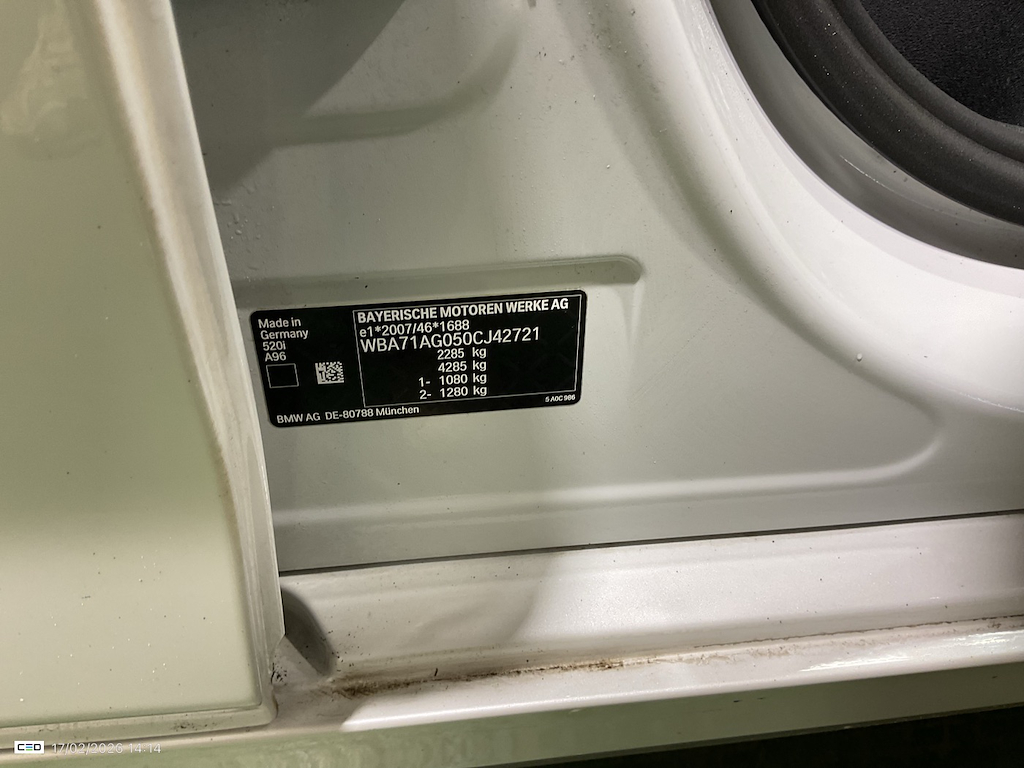 Made in
Germany
520i
A96
BAYERISCHE MOTOREN WERKE AG
e1*2007/46*1688
WBA71AG050CJ42721
2285 kg
4285 kg
1- 1080 kg
2- 1280 kg
5 A0C 986
BMW AG DE-80788 München
CEO 17/02/2026 14:14